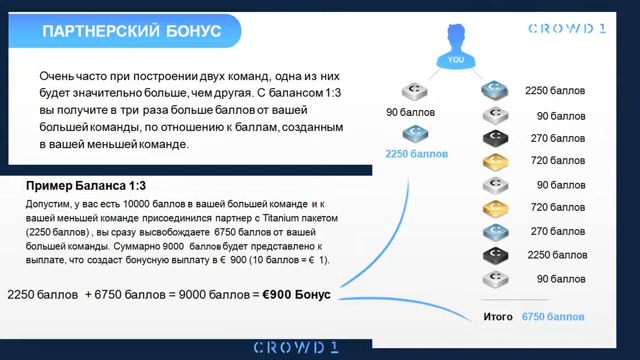 ПАРТНЕРСКИЙ БОНУС
CROWD1
Очень часто при построении двух команд, одна из них
будет значительно больше, чем другая. С балансом 1:3
вы получите в три раза больше баллов от вашей
большей команды, по отношению к баллам, созданным
в вашей меньшей команде.
Пример Баланса 1:3
Допустим, у вас есть 10000 баллов в вашей большей команде и к
вашей меньшей команде присоединился партнер с Titanium пакетом
(2250 баллов) , вы сразу высвобождаете 6750 баллов от вашей
большей команды. Суммарно 9000 баллов будет представлено к
выплате, что создаст бонусную выплату в € 900 (10 баллов = € 1).
2250 баллов + 6750 баллов = 9000 баллов = €900 Бонус
YOU
90 баллов
2250 баллов
2250 баллов
90 баллов
270 баллов
720 баллов
90 баллов
720 баллов
270 баллов
2250 баллов
90 баллов
Итого 6750 баллов
CROWD1